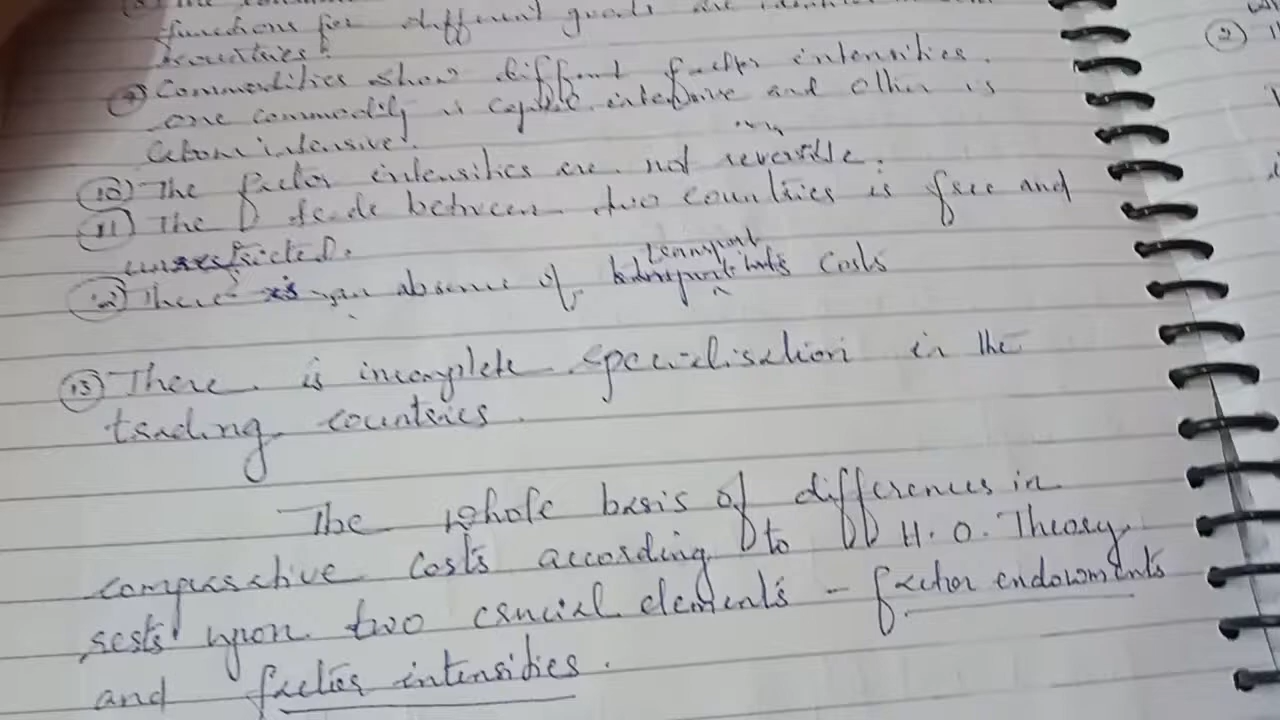 functions for different goods are
countries.
(9) Commodities show different factor intensities.
one commodity is capital intensive and other is
labour intensive.
(10) The factor intensities are not reversible.
(11) The trade between two countries is free and
unrestricted.
(12) There is an absence of transport costs
(13) There is incomplete specialisation in the
trading countries.
The whole basis of differences in
comparative costs according to H.O. Theory
rests upon two crucial elements - factor endowments
and factor intensities.
(2)